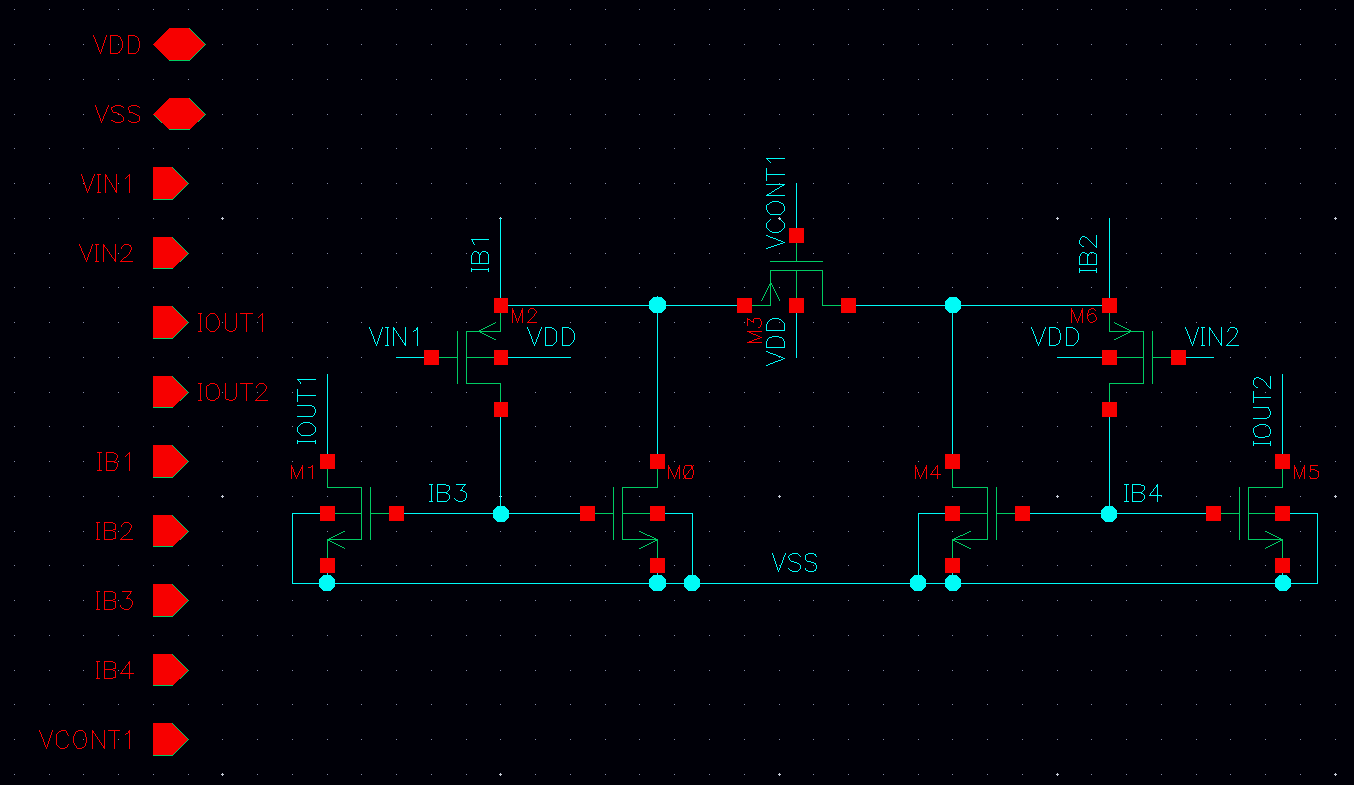 VDD
VSS
VIN1
VIN2
IOUT1
IOUT2
IB1
IB2
IB3
IB4
VCONT1
VCONT1
IB1
IB2
M2
M3
M6
VIN1
VDD
VDD
VDD
VIN2
IOUT1
IOUT2
M1
M0
M4
M5
IB3
IB4
VSS